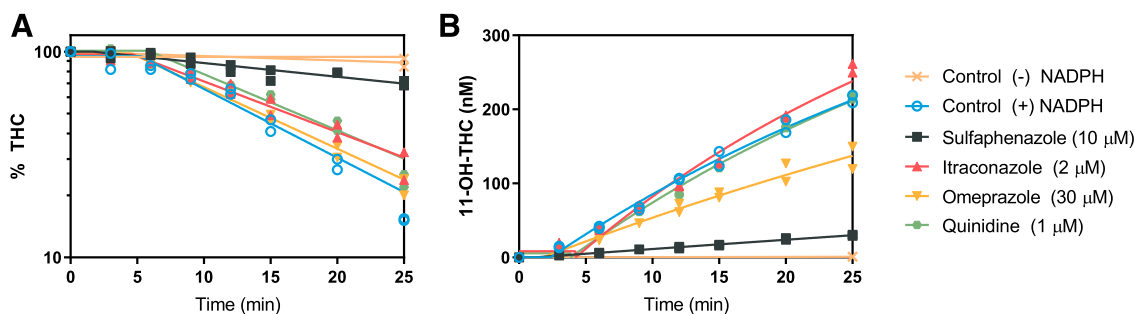 A
% THC
100
10
0 5 10 15 20 25
Time (min)
B
11-OH-THC (nM)
300
200
100
0
0 5 10 15 20 25
Time (min)
Control (-) NADPH
Control (+) NADPH
Sulfaphenazole (10 μM)
Itraconazole (2 μM)
Omeprazole (30 μM)
Quinidine (1 μM)